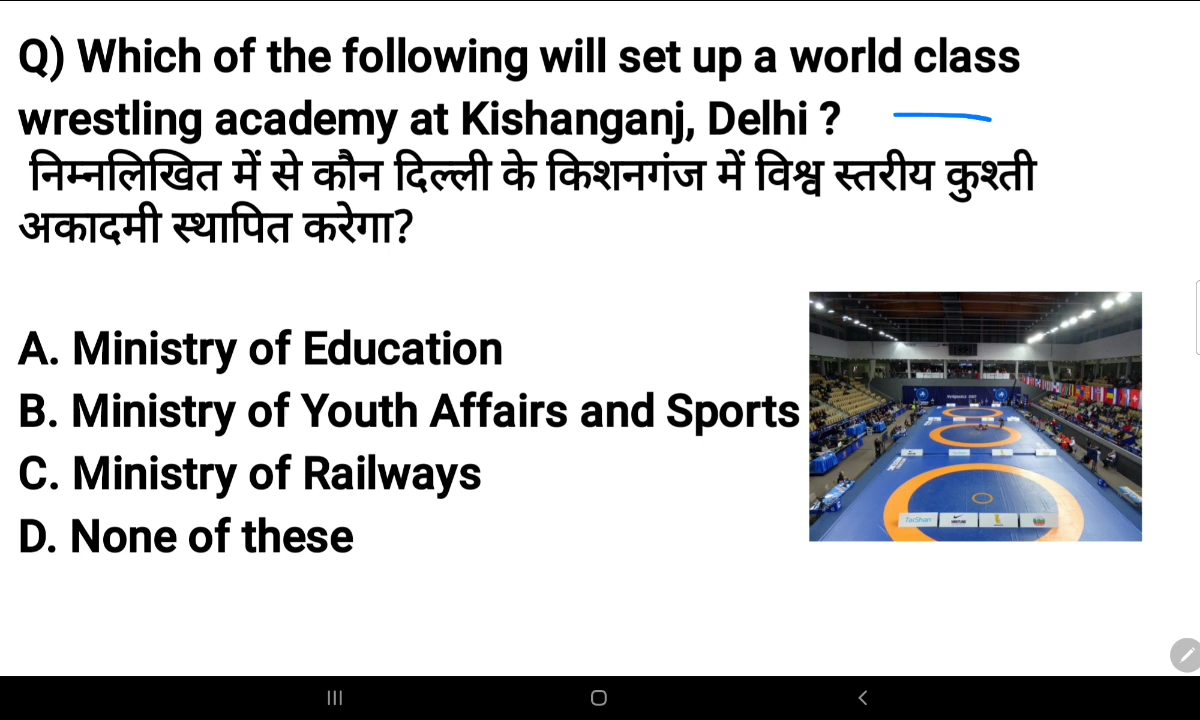 Q) Which of the following will set up a world class
wrestling academy at Kishanganj, Delhi ?
निम्नलिखित में से कौन दिल्ली के किशनगंज में विश्व स्तरीय कुश्ती
अकादमी स्थापित करेगा?
A. Ministry of Education
B. Ministry of Youth Affairs and Sports
C. Ministry of Railways
D. None of these
TaiShan